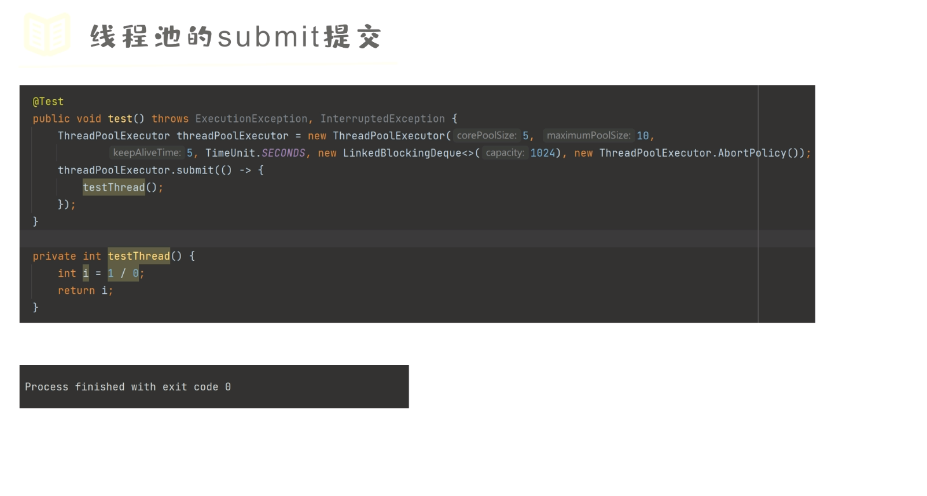 线程池的submit提交
@Test
public void test() throws ExecutionException, InterruptedException {
ThreadPoolExecutor threadPoolExecutor = new ThreadPoolExecutor( corePoolSize: 5, maximumPoolSize: 10,
keepAliveTime: 5, TimeUnit.SECONDS, new LinkedBlockingDeque<>( capacity: 1024), new ThreadPoolExecutor.AbortPolicy());
threadPoolExecutor.submit(() -> {
testThread();
});
}
private int testThread() {
int i = 1 / 0;
return i;
}
Process finished with exit code 0